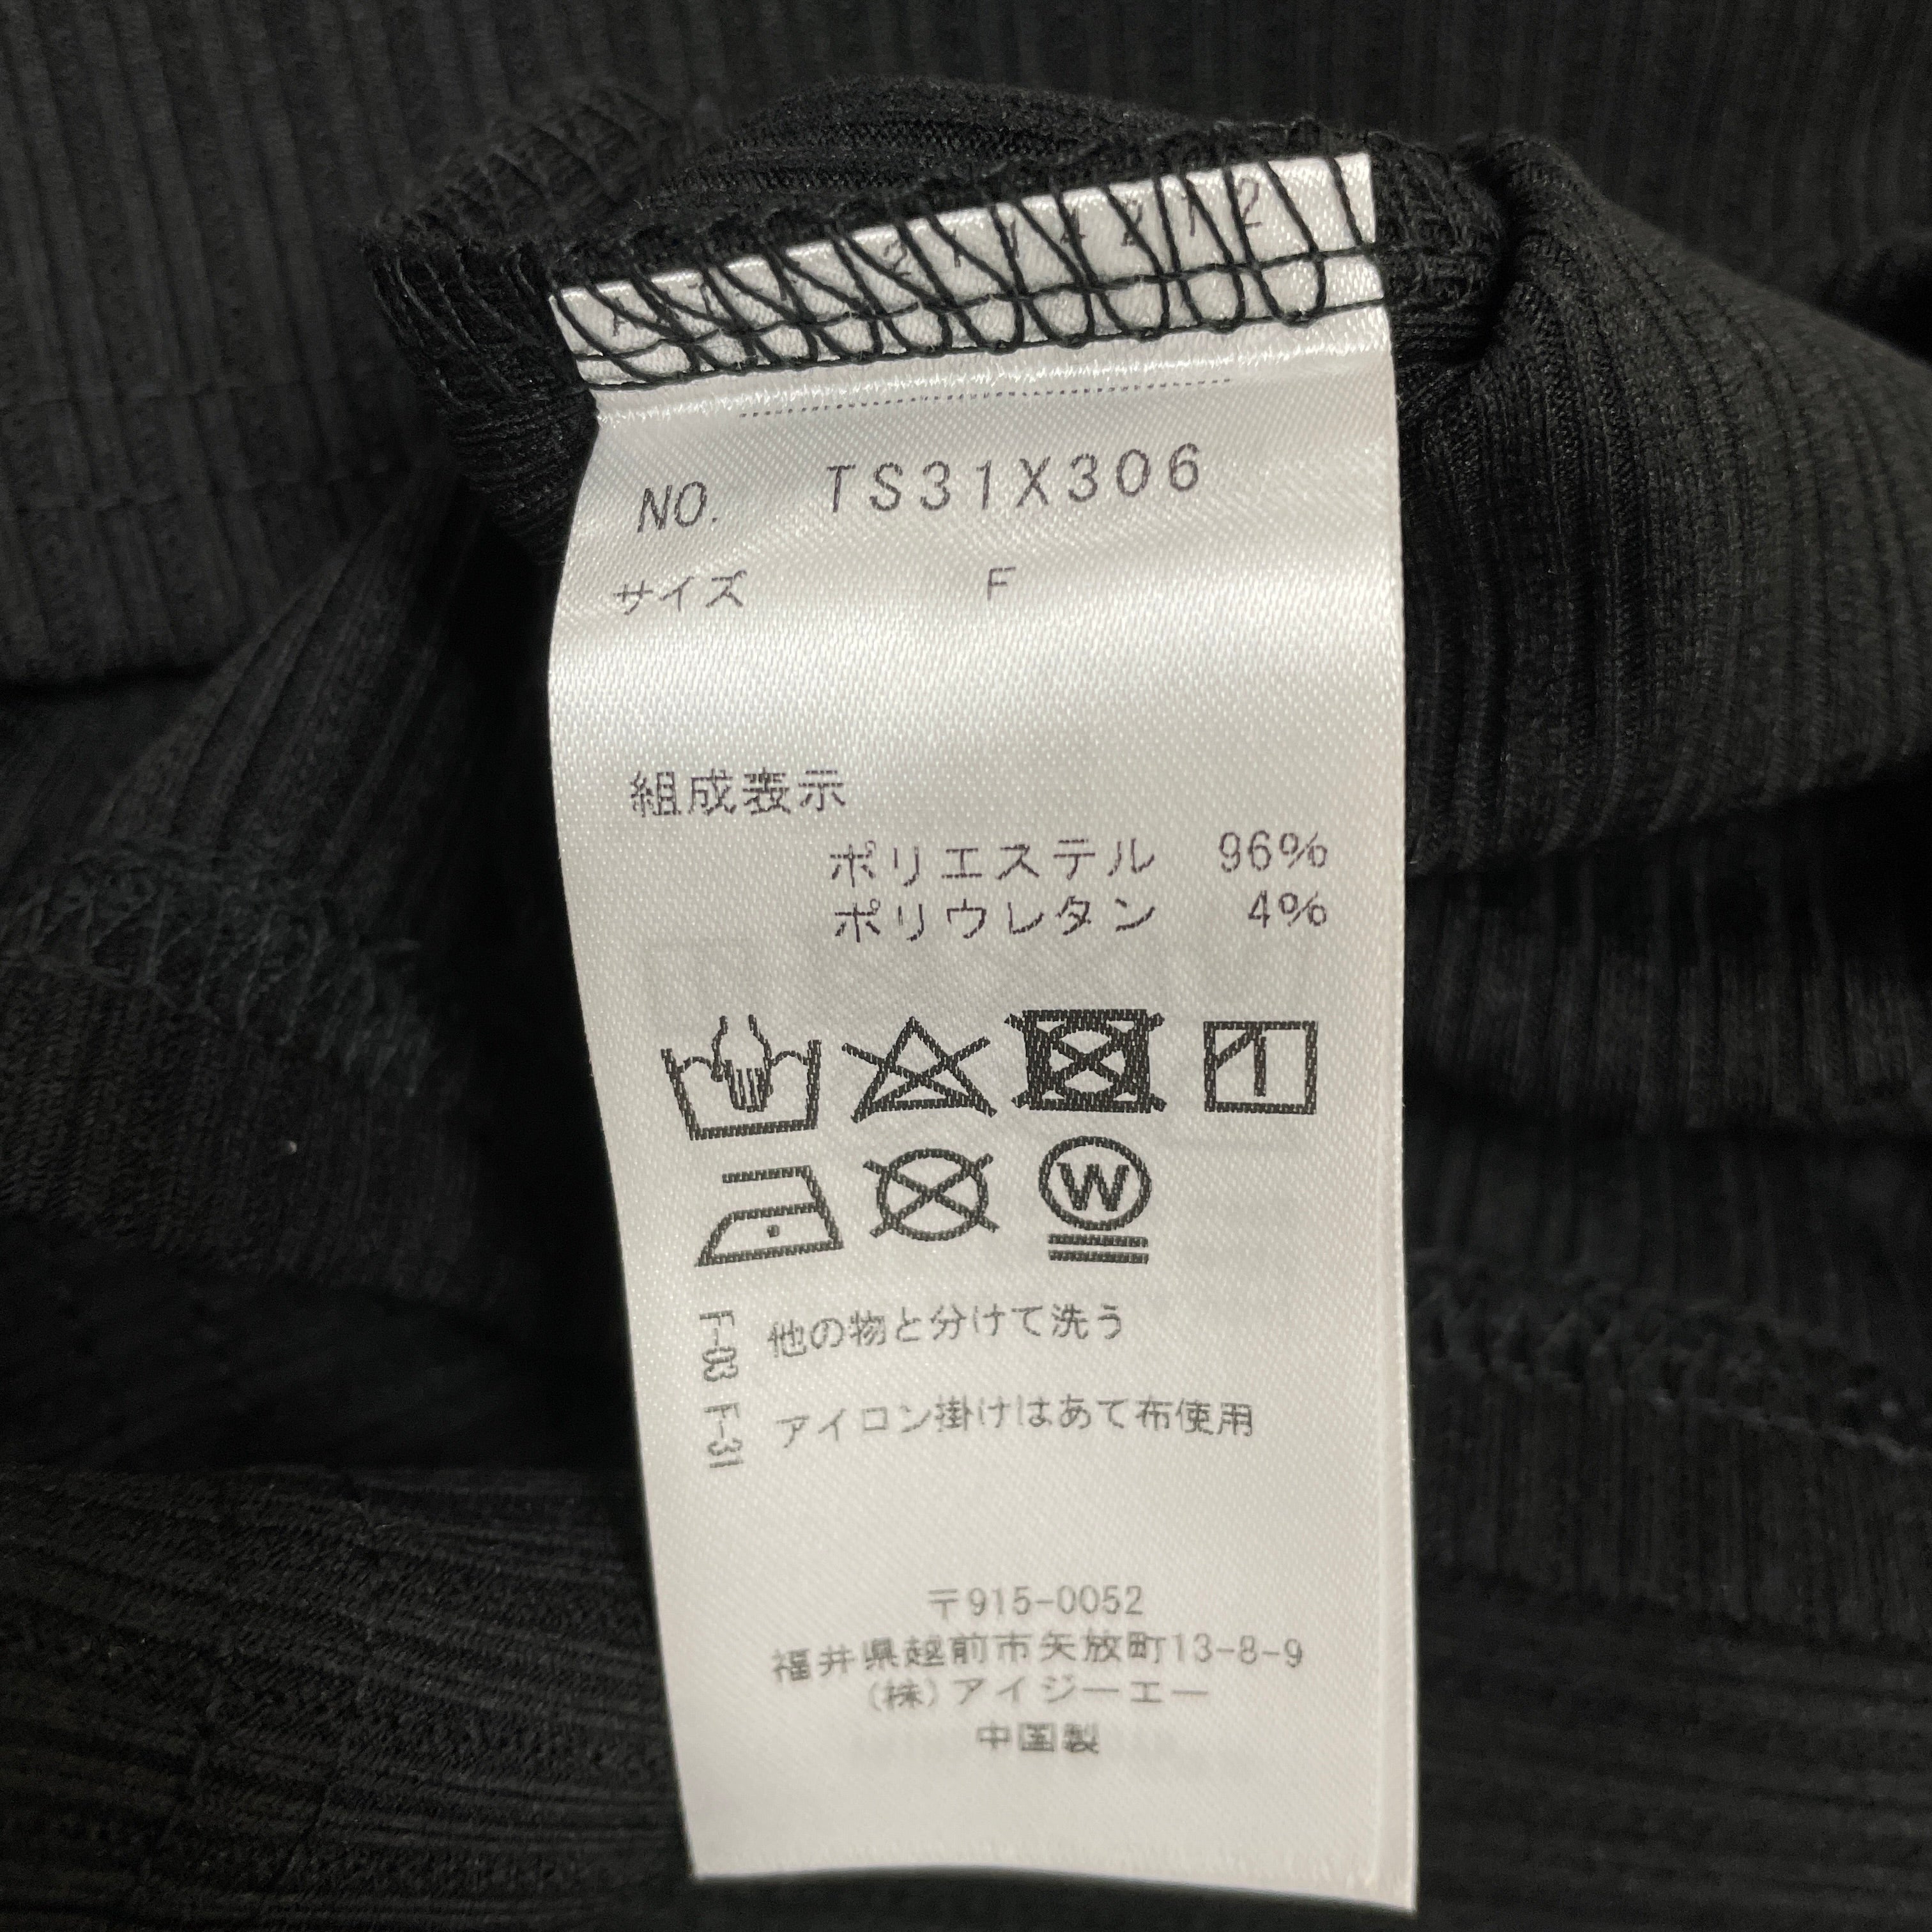 NO. TS31X306
サイズ F
組成表示
ポリエステル 96%
ポリウレタン 4%
W
F-03 他の物と分けて洗う
F-31 アイロン掛けはあて布使用
〒915-0052
福井県越前市矢放町13-8-9
(株)アイジーエー
中国製